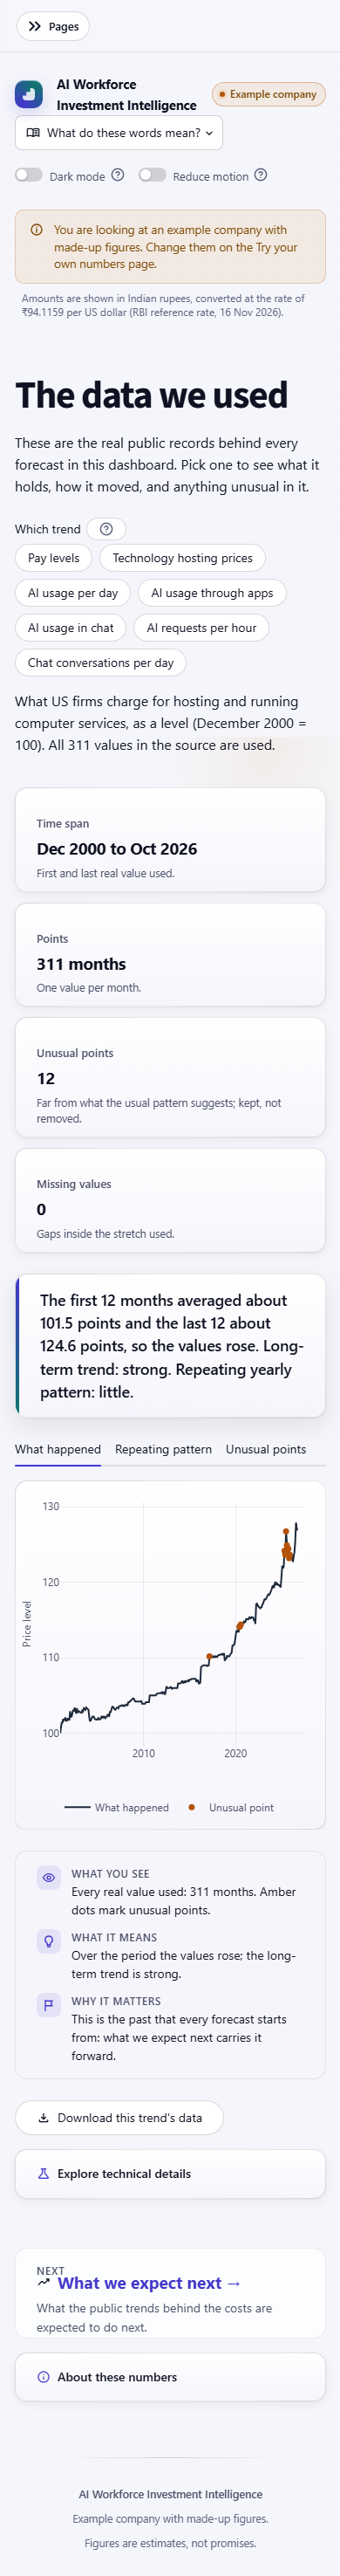 Pages
AI Workforce
Investment Intelligence
Example company
What do these words mean?
Dark mode
Reduce motion
You are looking at an example company with
made-up figures. Change them on the Try your
own numbers page.
Amounts are shown in Indian rupees, converted at the rate of
₹94.1159 per US dollar (RBI reference rate, 16 Nov 2026).
The data we used
These are the real public records behind every
forecast in this dashboard. Pick one to see what it
holds, how it moved, and anything unusual in it.
Which trend
Pay levels
Technology hosting prices
AI usage per day
AI usage through apps
AI usage in chat
AI requests per hour
Chat conversations per day
What US firms charge for hosting and running
computer services, as a level (December 2000 =
100). All 311 values in the source are used.
Time span
Dec 2000 to Oct 2026
First and last real value used.
Points
311 months
One value per month.
Unusual points
12
Far from what the usual pattern suggests; kept, not
removed.
Missing values
0
Gaps inside the stretch used.
The first 12 months averaged about
101.5 points and the last 12 about
124.6 points, so the values rose. Long-
term trend: strong. Repeating yearly
pattern: little.
What happened
Repeating pattern
Unusual points
130
120
110
100
Price level
2010
2020
What happened
Unusual point
WHAT YOU SEE
Every real value used: 311 months. Amber
dots mark unusual points.
WHAT IT MEANS
Over the period the values rose; the long-
term trend is strong.
WHY IT MATTERS
This is the past that every forecast starts
from: what we expect next carries it
forward.
Download this trend's data
Explore technical details
NEXT
What we expect next →
What the public trends behind the costs are
expected to do next.
About these numbers
AI Workforce Investment Intelligence
Example company with made-up figures.
Figures are estimates, not promises.